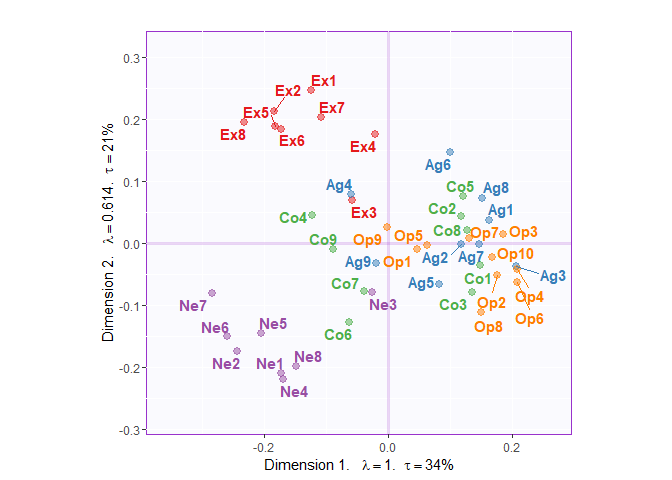 0.3
0.2
0.1
0.0
-0.1
-0.2
-0.3
Dimension 2. λ = 0.614. τ = 21%
Ex1
Ex2
Ex5
Ex7
Ex8
Ex6
Ex4
Ag6
Ag4
Co5
Ag8
Ex3
Co2
Ag1
Co4
Co8
Op7
Op3
Co9
Op9
Op5
Ag9
Op1
Ag2
Ag7
Op10
Ag3
Co7
Ne3
Ag5
Co1
Co3
Op2
Op4
Op6
Op8
Ne7
Ne6
Ne5
Co6
Ne2
Ne1
Ne8
Ne4
-0.2
0.0
0.2
Dimension 1. λ = 1. τ = 34%